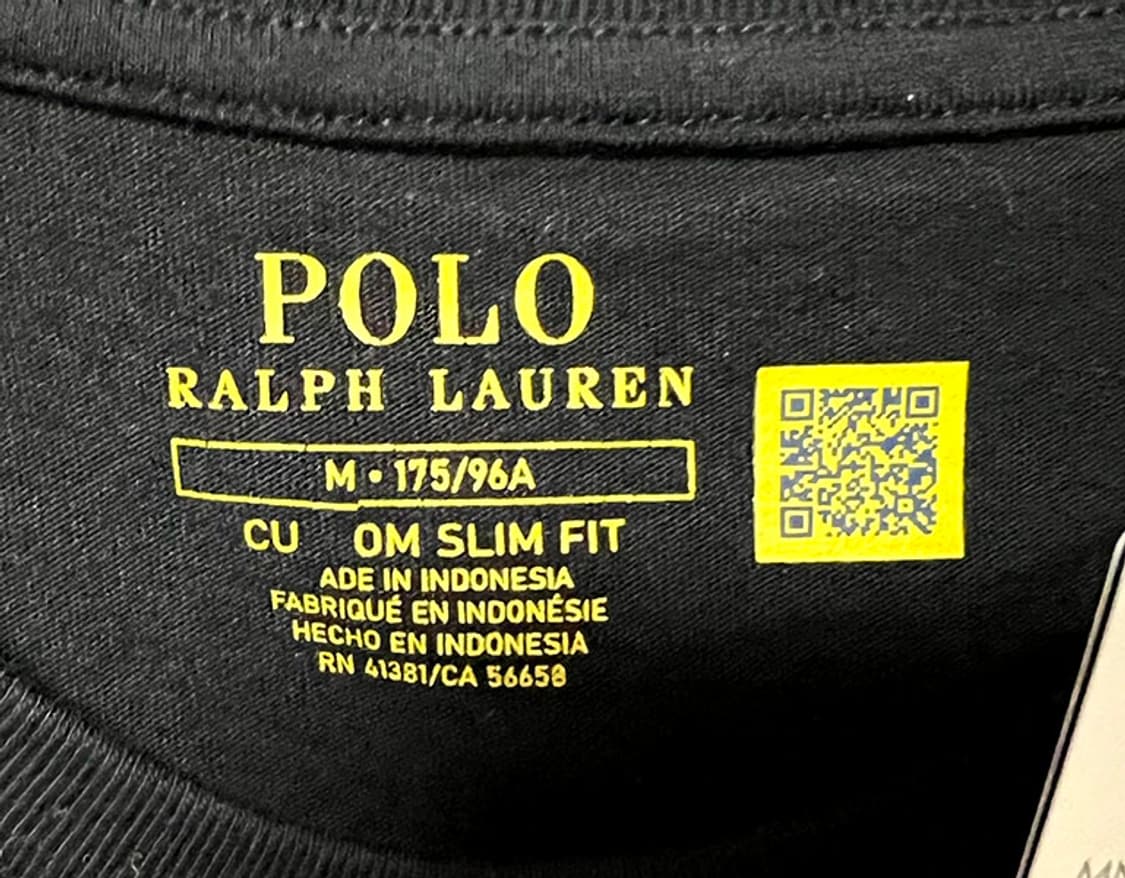 POLO
RALPH LAUREN
M • 175/96A
CU OM SLIM FIT
ADE IN INDONESIA
FABRIQUÉ EN INDONÉSIE
HECHO EN INDONESIA
RN 41381/CA 56658